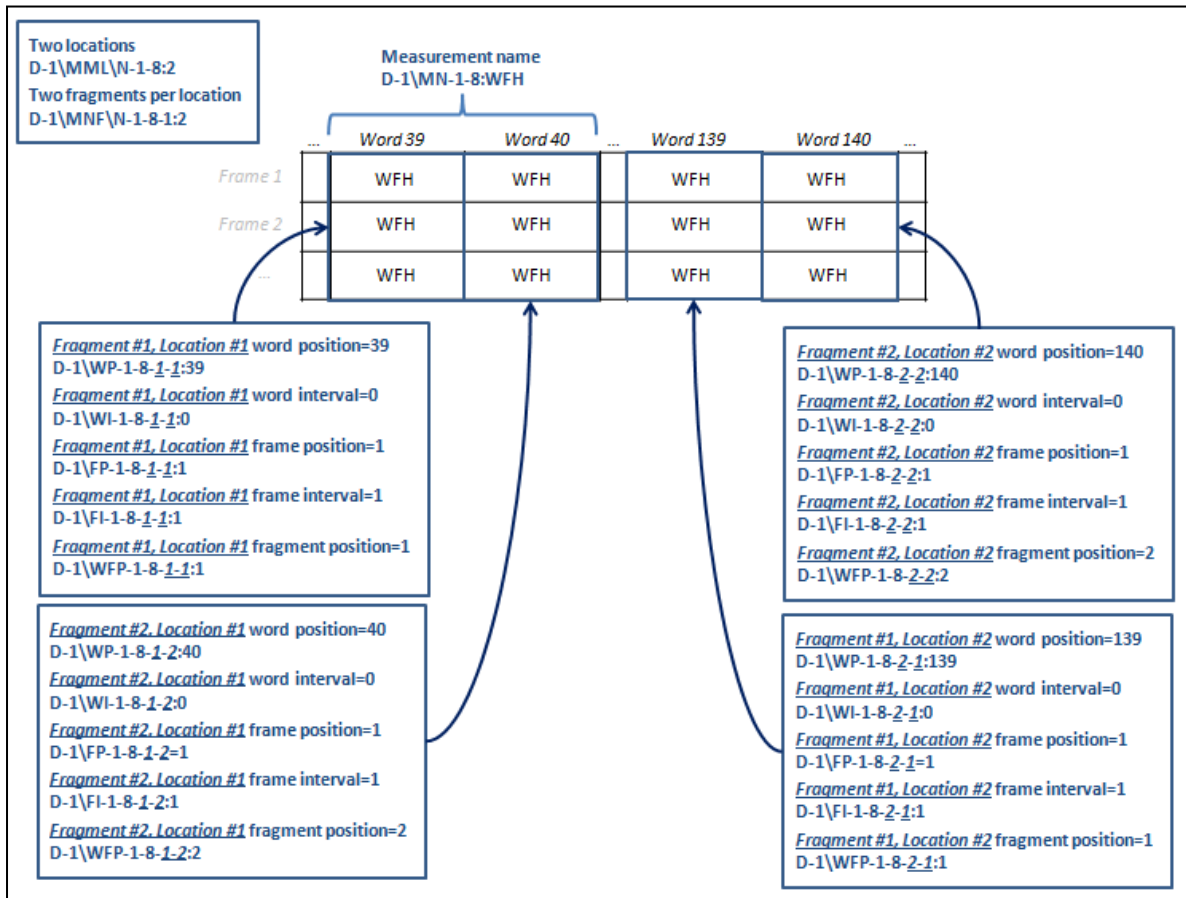 Two locations
D-1\MML\N-1-8:2
Two fragments per location
D-1\MNF\N-1-8-1:2
Measurement name
D-1\MN-1-8:WFH
... Word 39 Word 40 ... Word 139 Word 140 ...
Frame 1 WFH WFH WFH WFH
Frame 2 WFH WFH WFH WFH
... WFH WFH WFH WFH
Fragment #1, Location #1 word position=39
D-1\WP-1-8-1-1:39
Fragment #1, Location #1 word interval=0
D-1\WI-1-8-1-1:0
Fragment #1, Location #1 frame position=1
D-1\FP-1-8-1-1:1
Fragment #1, Location #1 frame interval=1
D-1\FI-1-8-1-1:1
Fragment #1, Location #1 fragment position=1
D-1\WFP-1-8-1-1:1
Fragment #2, Location #2 word position=140
D-1\WP-1-8-2-2:140
Fragment #2, Location #2 word interval=0
D-1\WI-1-8-2-2:0
Fragment #2, Location #2 frame position=1
D-1\FP-1-8-2-2:1
Fragment #2, Location #2 frame interval=1
D-1\FI-1-8-2-2:1
Fragment #2, Location #2 fragment position=2
D-1\WFP-1-8-2-2:2
Fragment #2. Location #1 word position=40
D-1\WP-1-8-1-2:40
Fragment #2. Location #1 word interval=0
D-1\WI-1-8-1-2:0
Fragment #2. Location #1 frame position=1
D-1\FP-1-8-1-2=1
Fragment #2. Location #1 frame interval=1
D-1\FI-1-8-1-2:1
Fragment #2. Location #1 fragment position=2
D-1\WFP-1-8-1-2:2
Fragment #1, Location #2 word position=139
D-1\WP-1-8-2-1:139
Fragment #1, Location #2 word interval=0
D-1\WI-1-8-2-1:0
Fragment #1, Location #2 frame position=1
D-1\FP-1-8-2-1=1
Fragment #1, Location #2 frame interval=1
D-1\FI-1-8-2-1:1
Fragment #1, Location #2 fragment position=1
D-1\WFP-1-8-2-1:1